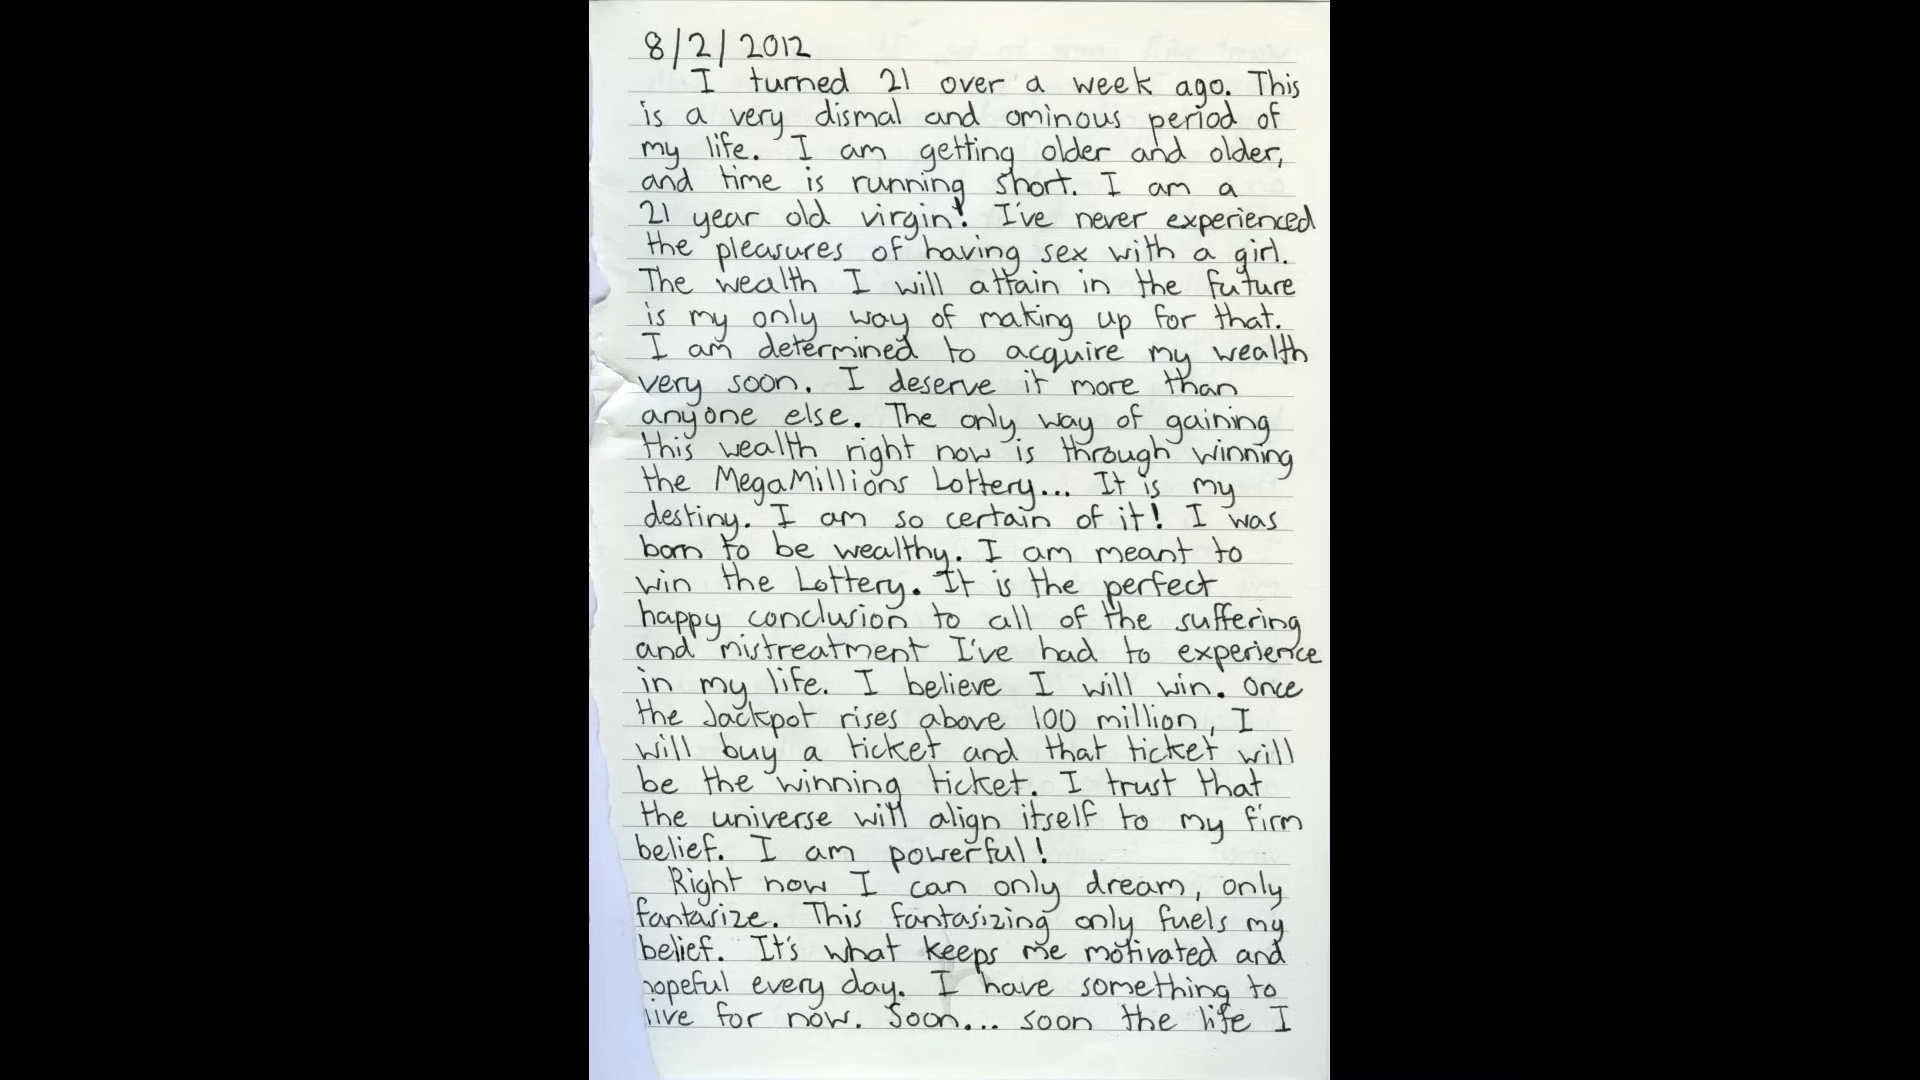 8/2/2012
I turned 21 over a week ago. This
is a very dismal and ominous period of
my life. I am getting older and older,
and time is running short. I am a
21 year old virgin! I've never experienced
the pleasures of having sex with a girl.
The wealth I will attain in the future
is my only way of making up for that.
I am determined to acquire my wealth
very soon. I deserve it more than
anyone else. The only way of gaining
this wealth right now is through winning
the MegaMillions Lottery... It is my
destiny. I am so certain of it! I was
born to be wealthy. I am meant to
win the Lottery. It is the perfect
happy conclusion to all of the suffering
and mistreatment I've had to experience
in my life. I believe I will win. Once
the Jackpot rises above 100 million, I
will buy a ticket and that ticket will
be the winning ticket. I trust that
the universe will align itself to my firm
belief. I am powerful!
Right now I can only dream, only
fantasize. This fantasizing only fuels my
belief. It's what keeps me motivated and
hopeful every day. I have something to
live for now. Soon... soon the life I